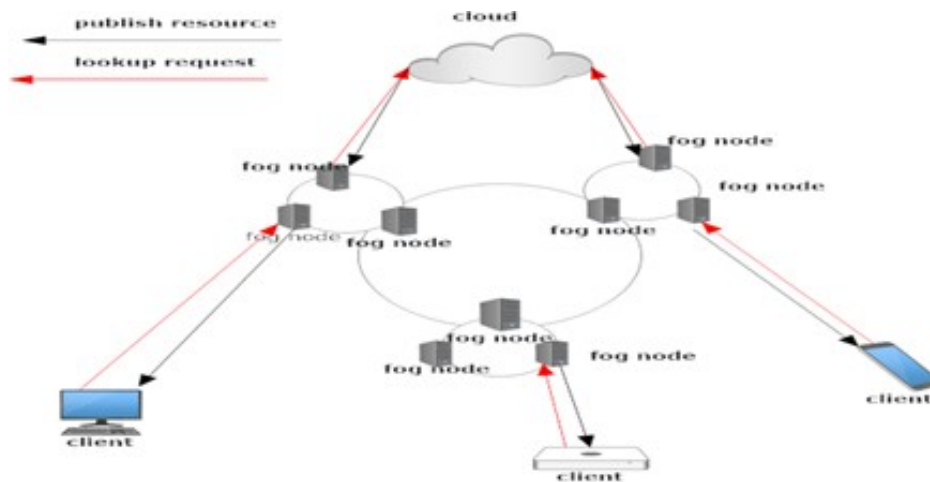 cloud
publish resource
lookup request
fog node
fog node
fog node
fog node
fog node
fog node
fog node
fog node
fog node
client
client
client